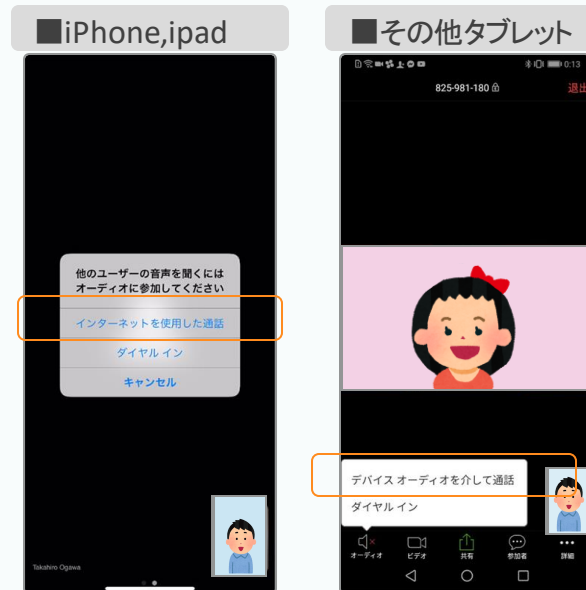 ■iPhone,ipad
他のユーザーの音声を聞くには
オーディオに参加してください
インターネットを使用した通話
ダイヤル イン
キャンセル
Takahiro Ogawa
■その他タブレット
0:13
825-981-180
退出
デバイス オーディオを介して通話
ダイヤル イン
オーディオ
ビデオ
共有
参加者
詳細